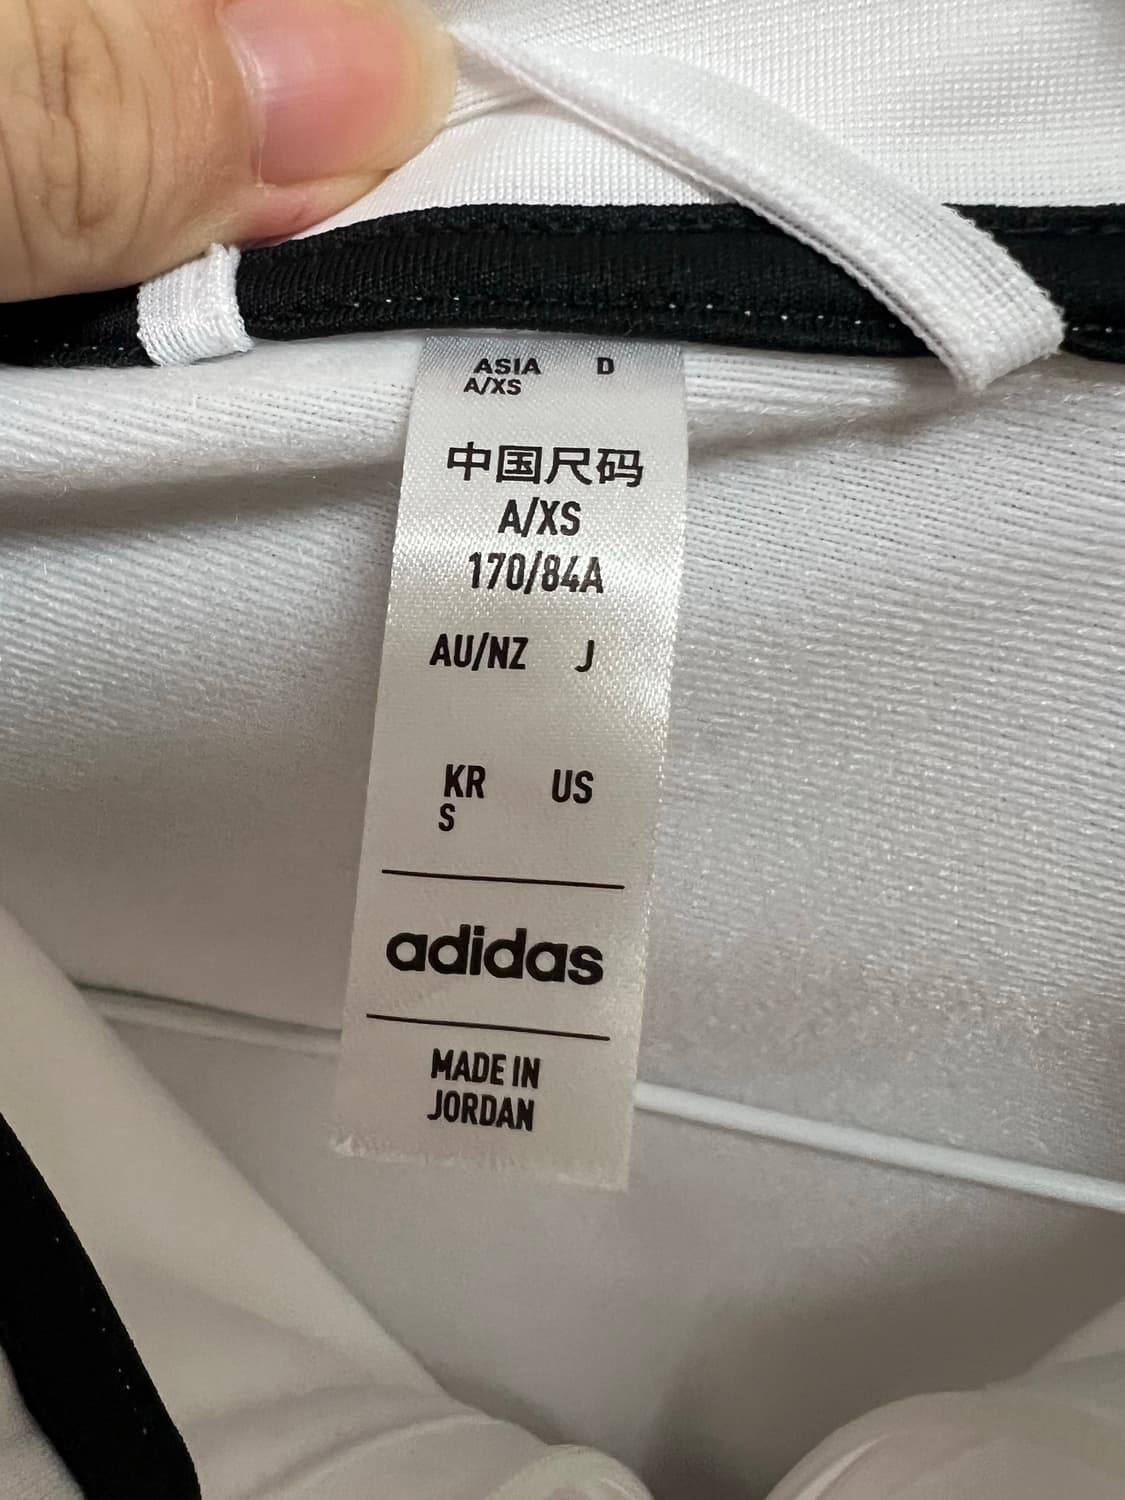 ASIA D
A/XS
中国尺码
A/XS
170/84A
AU/NZ J
KR US
S
adidas
MADE IN
JORDAN